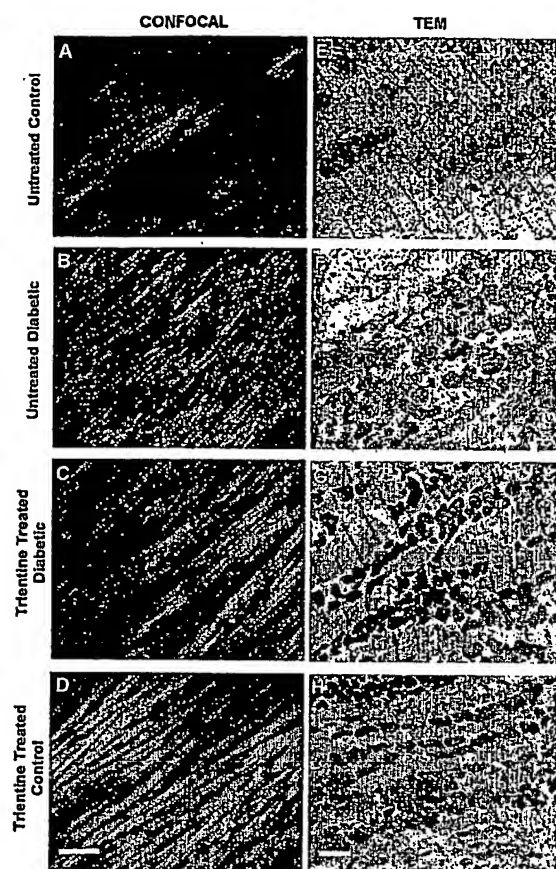 CONFOCAL TEM
Untreated Control
A E
Untreated Diabetic
B F
Trientine Treated
Diabetic
C G
Trientine Treated
Control
D H